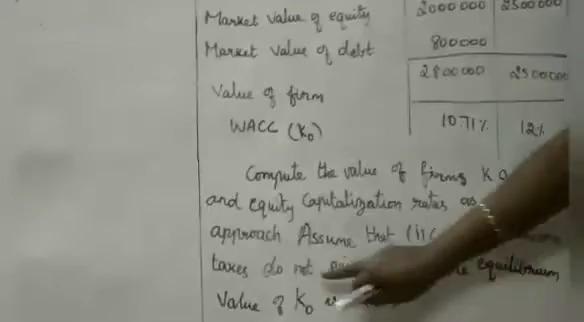 Market value of equity 2000000 2500000
Market value of debt 800000
2800000 2500000
Value of firm
WACC (K0) 10.71% 12%
Compute the value of firms K
and equity capitalization rates as
approach Assume that (i)
taxes do not equilibrium
Value of K0